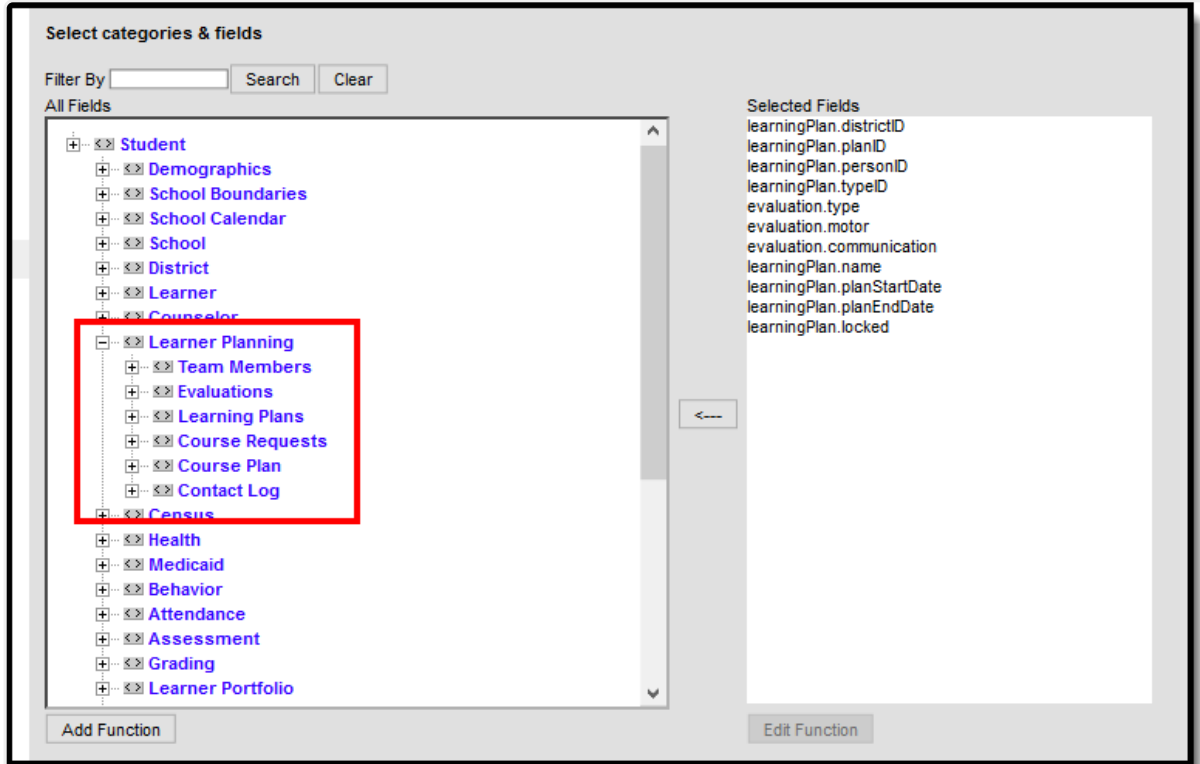 Select categories & fields
Filter By
Search
Clear
All Fields
Student
Demographics
School Boundaries
School Calendar
School
District
Learner
Counselor
Learner Planning
Team Members
Evaluations
Learning Plans
Course Requests
Course Plan
Contact Log
Census
Health
Medicaid
Behavior
Attendance
Assessment
Grading
Learner Portfolio
Add Function
<---
Selected Fields
learningPlan.districtID
learningPlan.planID
learningPlan.personID
learningPlan.typeID
evaluation.type
evaluation.motor
evaluation.communication
learningPlan.name
learningPlan.planStartDate
learningPlan.planEndDate
learningPlan.locked
Edit Function